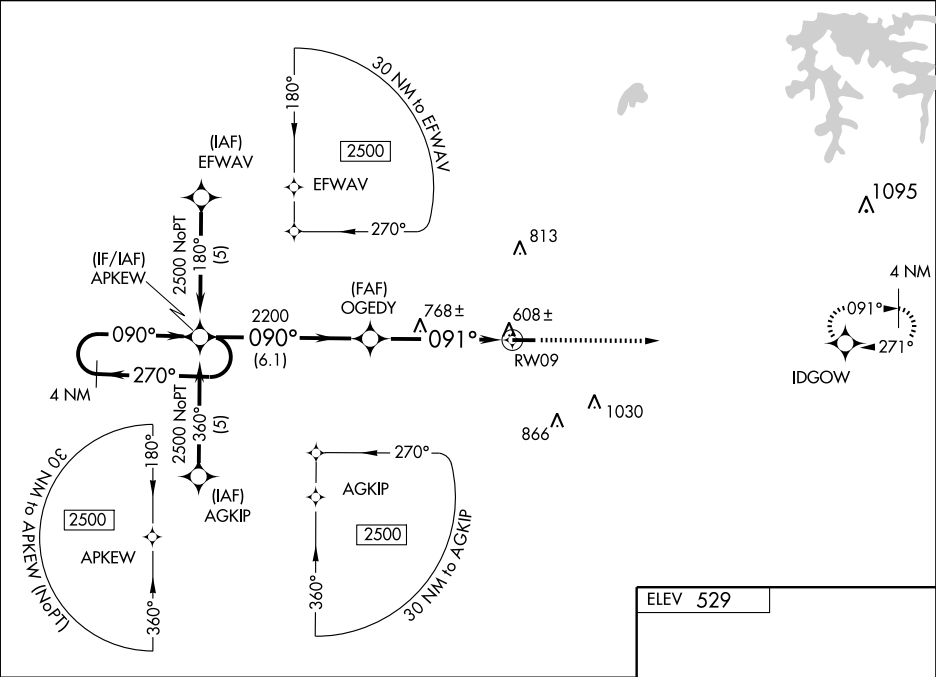 30 NM to EFWAV
180°
2500
EFWAV
270°
(IAF)
EFWAV
2500 NoPT
180°
(5)
(IF/IAF)
APKEW
090°
270°
4 NM
2200
090°
(6.1)
(FAF)
OGEDY
768±
091°
813
608±
RW09
1095
4 NM
091°
271°
IDGOW
1030
866
2500 NoPT
360°
(5)
(IAF)
AGKIP
30 NM to APKEW (NoPT)
180°
2500
APKEW
360°
270°
AGKIP
2500
360°
30 NM to AGKIP
ELEV 529